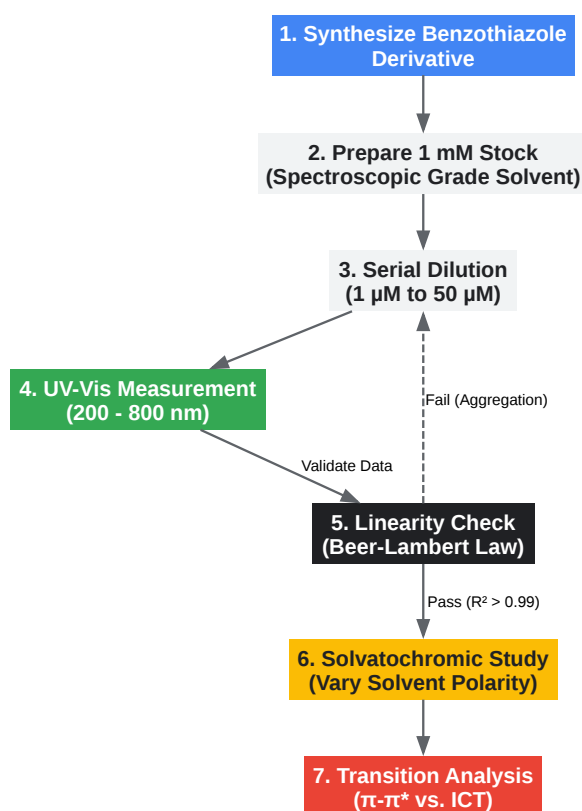 1. Synthesize Benzothiazole
Derivative
2. Prepare 1 mM Stock
(Spectroscopic Grade Solvent)
3. Serial Dilution
(1 µM to 50 µM)
4. UV-Vis Measurement
(200 - 800 nm)
Fail (Aggregation)
Validate Data
5. Linearity Check
(Beer-Lambert Law)
Pass (R² > 0.99)
6. Solvatochromic Study
(Vary Solvent Polarity)
7. Transition Analysis
(π-π* vs. ICT)